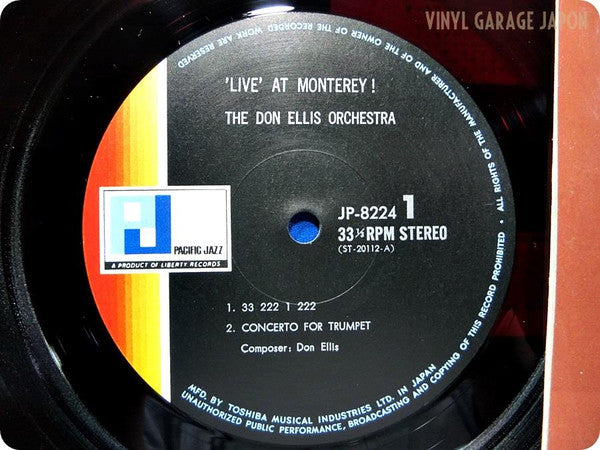 VINYL GARAGE JAPON
'LIVE' AT MONTEREY!
THE DON ELLIS ORCHESTRA
JP-8224 1
33⅓RPM STEREO
(ST-20112-A)
J
PACIFIC JAZZ
A PRODUCT OF LIBERTY RECORDS
1. 33 222 1 222
2. CONCERTO FOR TRUMPET
Composer: Don Ellis
MFD. BY TOSHIBA MUSICAL INDUSTRIES LTD. IN JAPAN
ALL RIGHTS OF THE MANUFACTURER AND OF THE OWNER OF THE RECORDED WORK ARE RESERVED
UNAUTHORIZED PUBLIC PERFORMANCE, BROADCASTING AND COPYING OF THIS RECORD PROHIBITED •